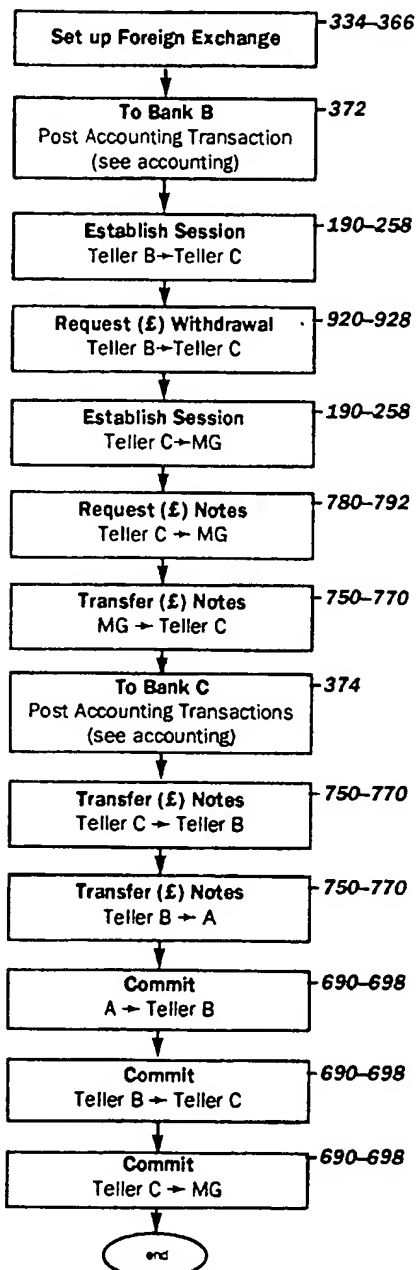 Set up Foreign Exchange
334–366
To Bank B
372
Post Accounting Transaction
(see accounting)
Establish Session
190–258
Teller B→Teller C
Request (£) Withdrawal
920–928
Teller B→Teller C
Establish Session
190–258
Teller C→MG
Request (£) Notes
780–792
Teller C → MG
Transfer (£) Notes
750–770
MG → Teller C
To Bank C
374
Post Accounting Transactions
(see accounting)
Transfer (£) Notes
750–770
Teller C → Teller B
Transfer (£) Notes
750–770
Teller B → A
Commit
690–698
A → Teller B
Commit
690–698
Teller B → Teller C
Commit
690–698
Teller C → MG
end